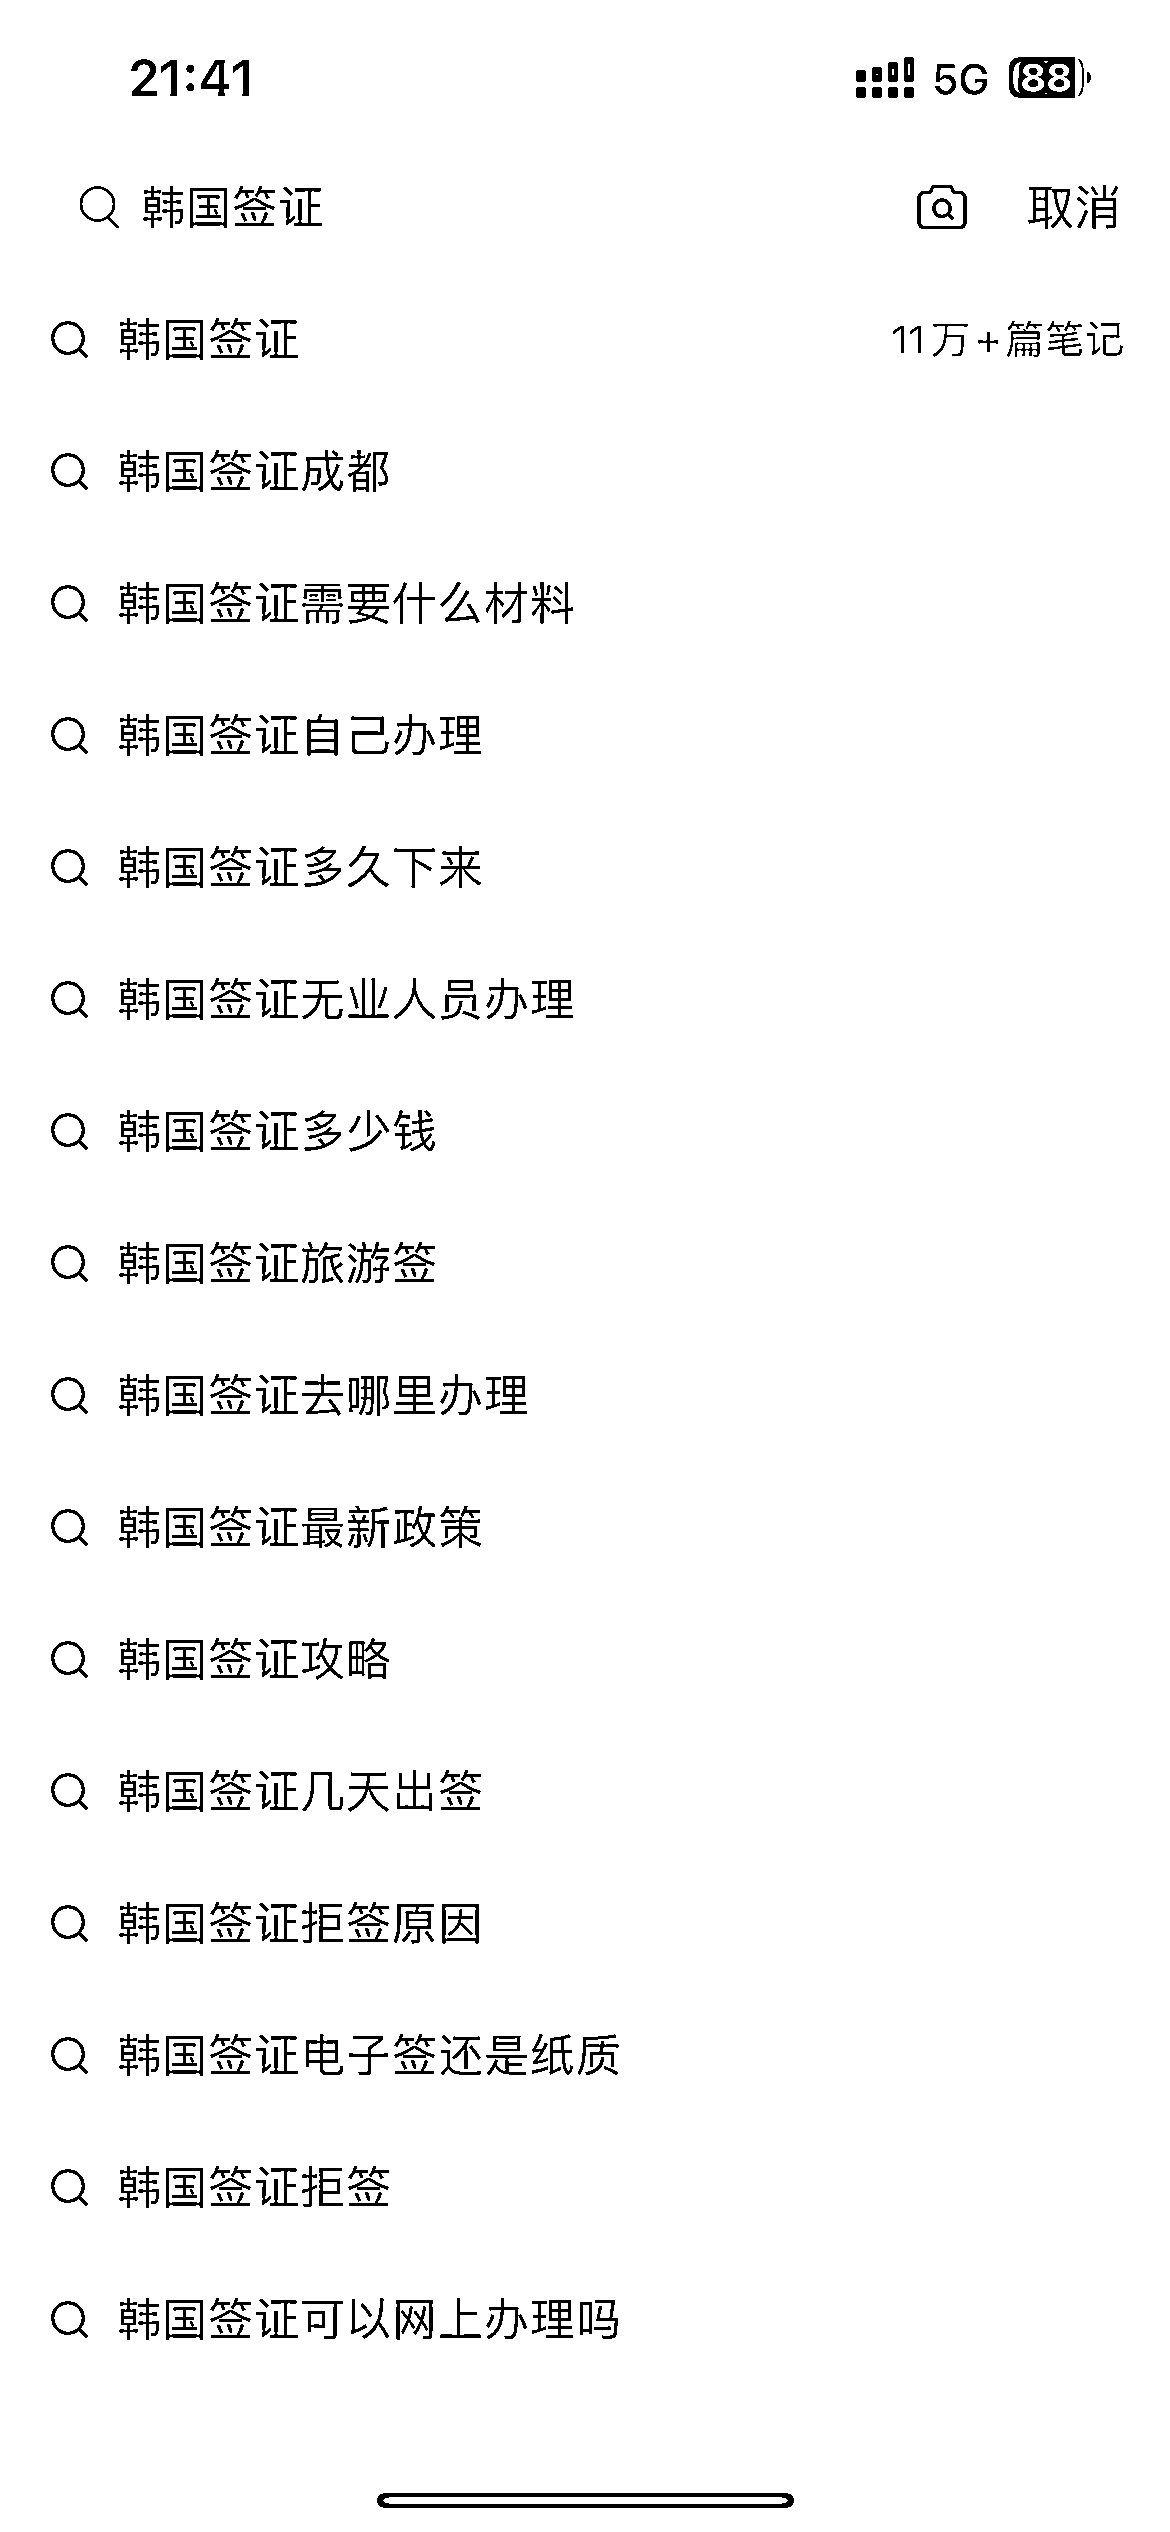 21:41
5G 88
韩国签证 取消
韩国签证 11万+篇笔记
韩国签证成都
韩国签证需要什么材料
韩国签证自己办理
韩国签证多久下来
韩国签证无业人员办理
韩国签证多少钱
韩国签证旅游签
韩国签证去哪里办理
韩国签证最新政策
韩国签证攻略
韩国签证几天出签
韩国签证拒签原因
韩国签证电子签还是纸质
韩国签证拒签
韩国签证可以网上办理吗